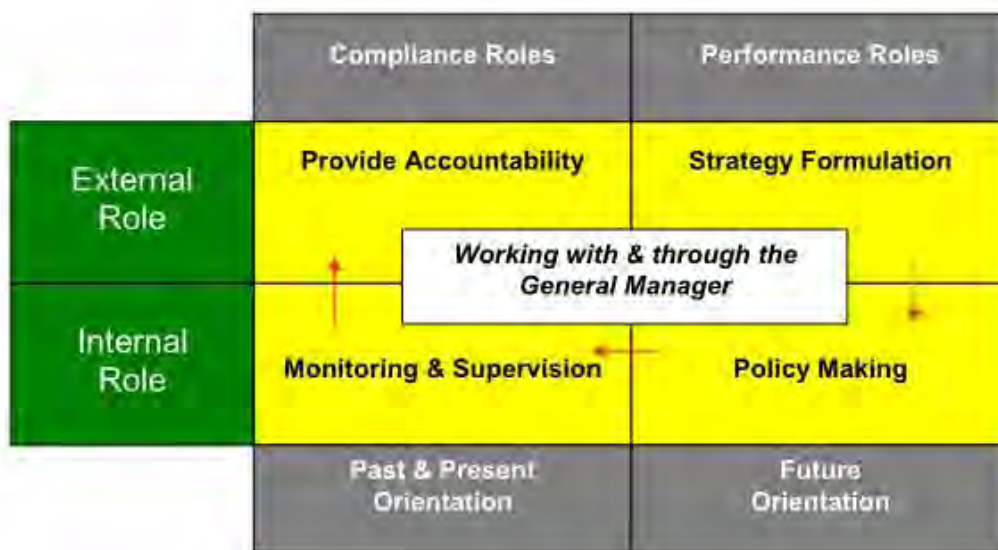 Compliance Roles
Performance Roles
External
Role
Provide Accountability
Strategy Formulation
Working with & through the
General Manager
Internal
Role
Monitoring & Supervision
Policy Making
Past & Present
Orientation
Future
Orientation